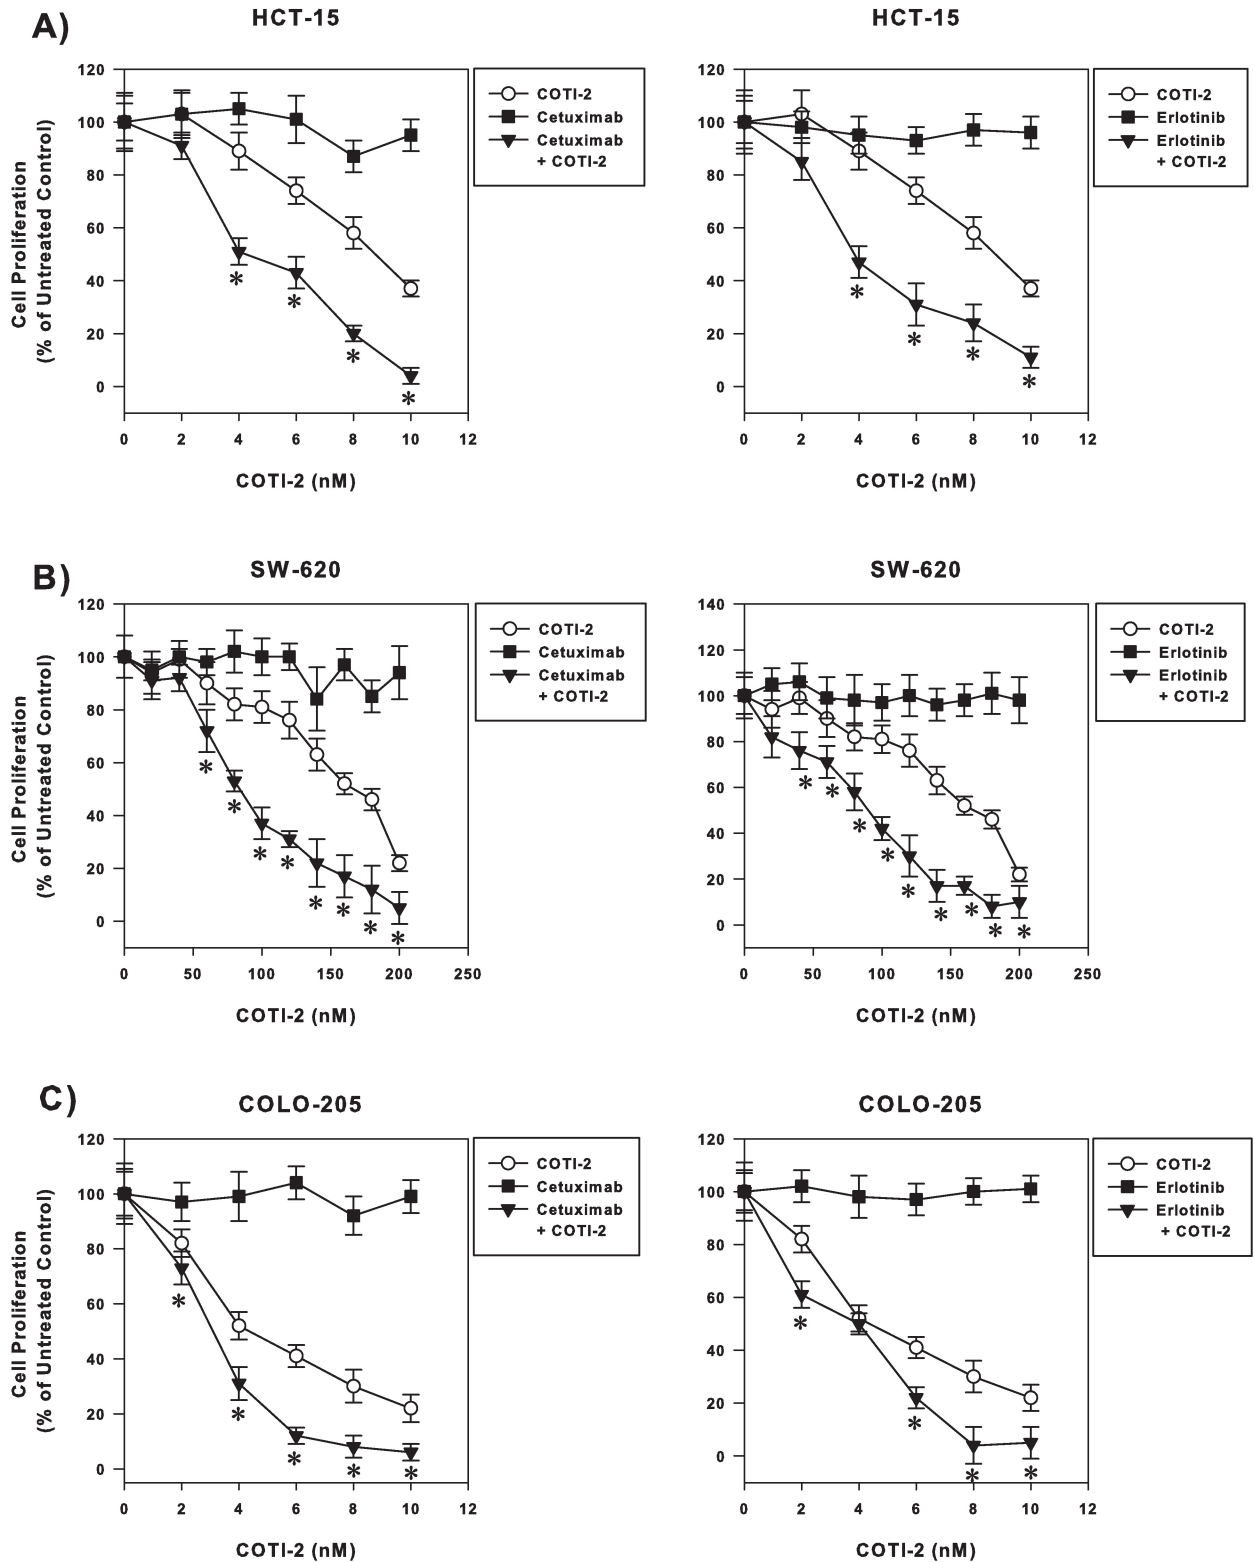 A)
HCT-15
Cell Proliferation
(% of Untreated Control)
120
100
80
60
40
20
0
0 2 4 6 8 10 12
COTI-2 (nM)
COTI-2
Cetuximab
Cetuximab
+ COTI-2
* * * *
HCT-15
120
100
80
60
40
20
0
0 2 4 6 8 10 12
COTI-2 (nM)
COTI-2
Erlotinib
Erlotinib
+ COTI-2
* * * *
B)
SW-620
Cell Proliferation
(% of Untreated Control)
120
100
80
60
40
20
0
0 50 100 150 200 250
COTI-2 (nM)
COTI-2
Cetuximab
Cetuximab
+ COTI-2
* * * * * * * *
SW-620
140
120
100
80
60
40
20
0
0 50 100 150 200 250
COTI-2 (nM)
COTI-2
Erlotinib
Erlotinib
+ COTI-2
* * * * * * * * *
C)
COLO-205
Cell Proliferation
(% of Untreated Control)
120
100
80
60
40
20
0
0 2 4 6 8 10 12
COTI-2 (nM)
COTI-2
Cetuximab
Cetuximab
+ COTI-2
* * * * *
COLO-205
120
100
80
60
40
20
0
0 2 4 6 8 10 12
COTI-2 (nM)
COTI-2
Erlotinib
Erlotinib
+ COTI-2
* * * *